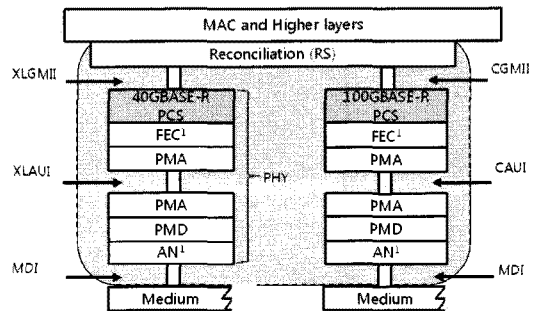 MAC and Higher layers
Reconciliation (RS)
XLGMII
CGMII
40GBASE-R
PCS
FEC¹
PMA
100GBASE-R
PCS
FEC¹
PMA
XLAUI
PHY
CAUI
PMA
PMD
AN¹
PMA
PMD
AN¹
MDI
MDI
Medium
Medium